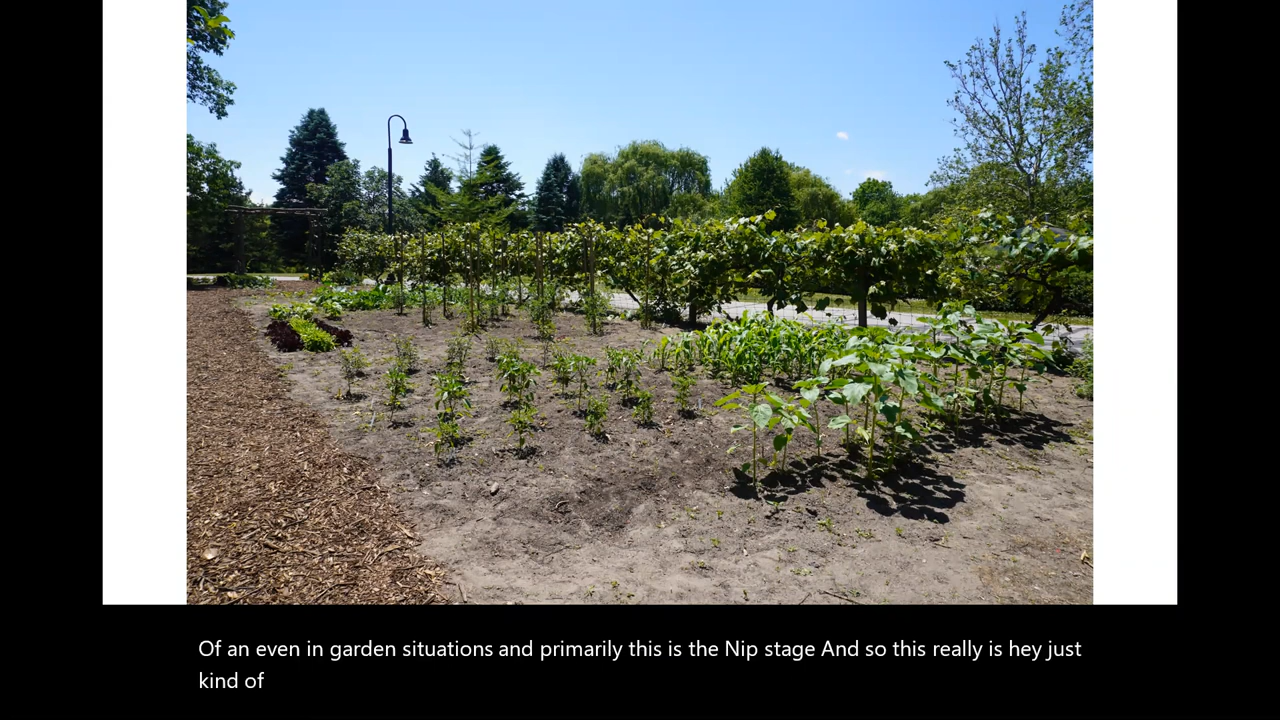 Of an even in garden situations and primarily this is the Nip stage And so this really is hey just
kind of